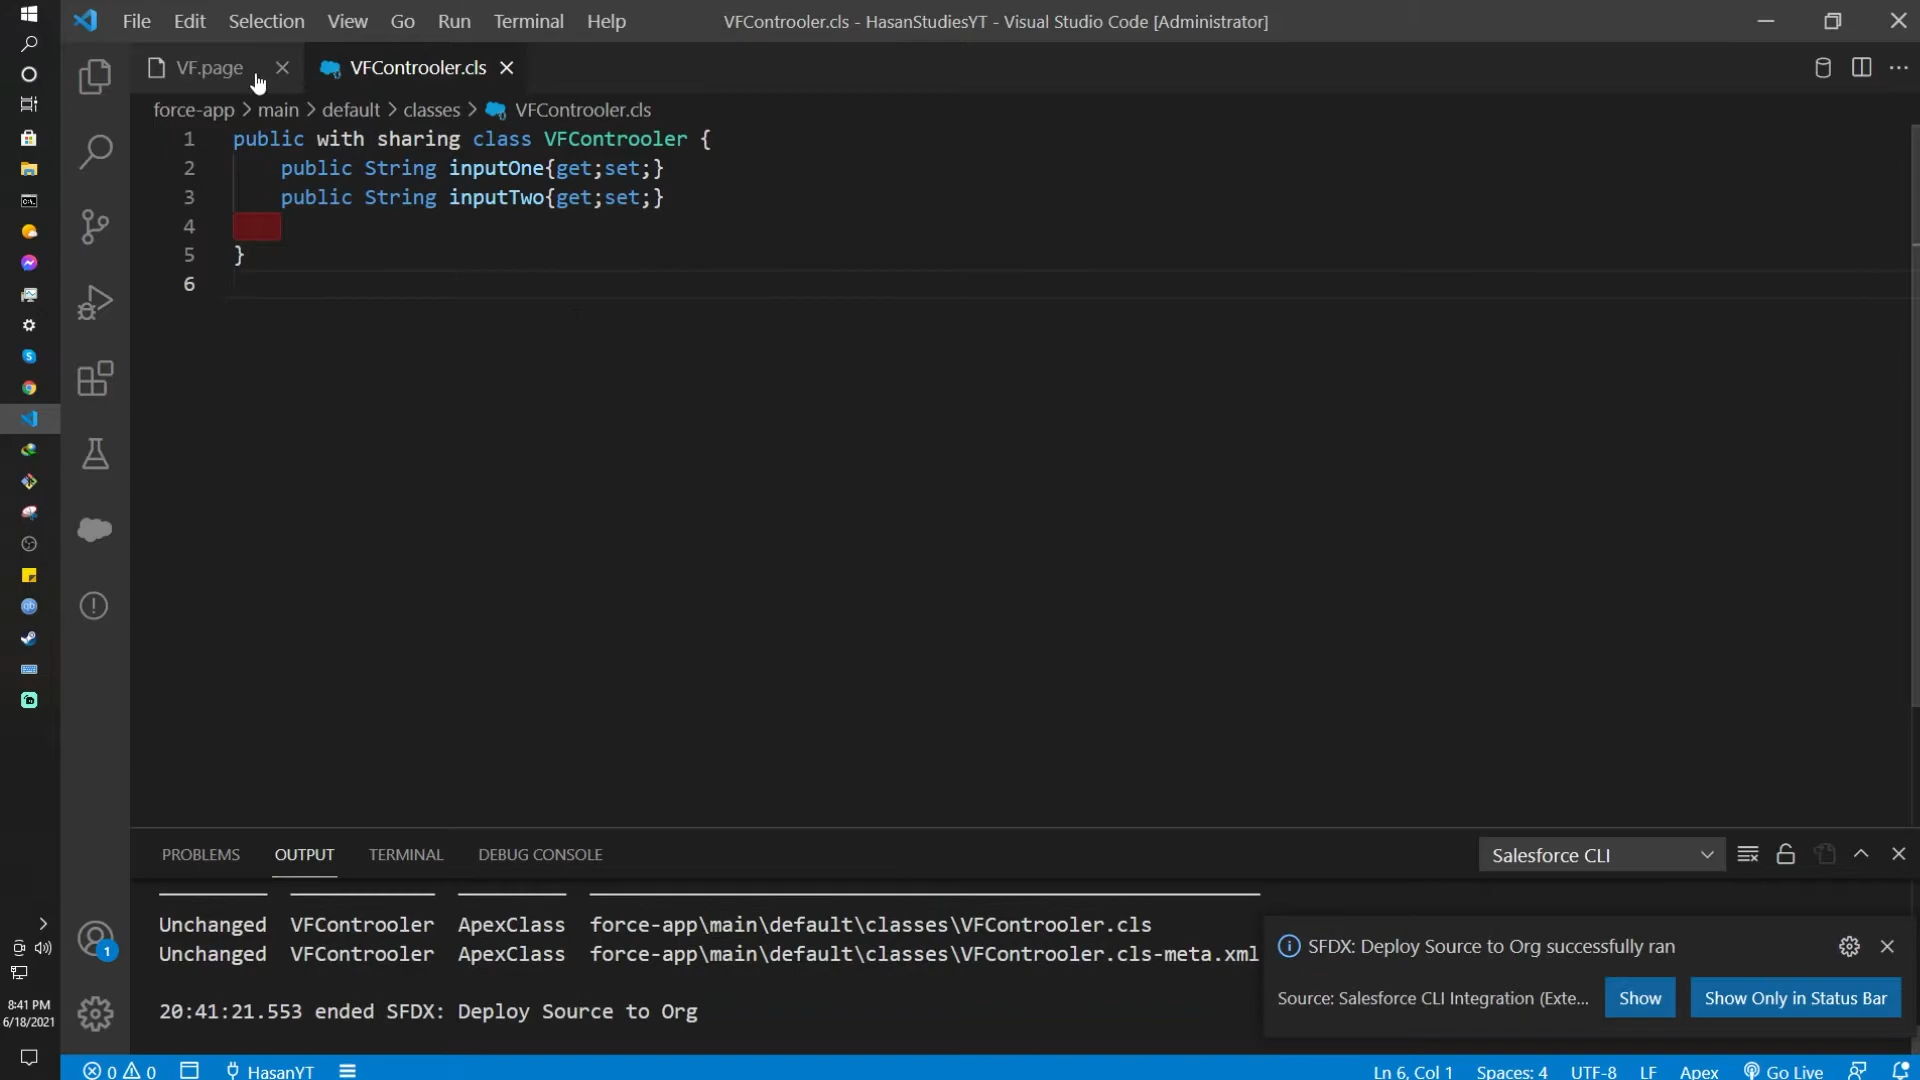 File Edit Selection View Go Run Terminal Help VFControoler.cls - HasanStudiesYT - Visual Studio Code [Administrator]
VF.page VFControoler.cls
force-app > main > default > classes > VFControoler.cls
1 public with sharing class VFControoler {
2 public String inputOne{get;set;}
3 public String inputTwo{get;set;}
4
5 }
6
PROBLEMS OUTPUT TERMINAL DEBUG CONSOLE Salesforce CLI
Unchanged VFControoler ApexClass force-app\main\default\classes\VFControoler.cls
Unchanged VFControoler ApexClass force-app\main\default\classes\VFControoler.cls-meta.xml
20:41:21.553 ended SFDX: Deploy Source to Org
SFDX: Deploy Source to Org successfully ran
Source: Salesforce CLI Integration (Exte... Show Show Only in Status Bar
1
8:41 PM
6/18/2021
0 0 HasanYT Ln 6, Col 1 Spaces: 4 UTF-8 LF Apex Go Live